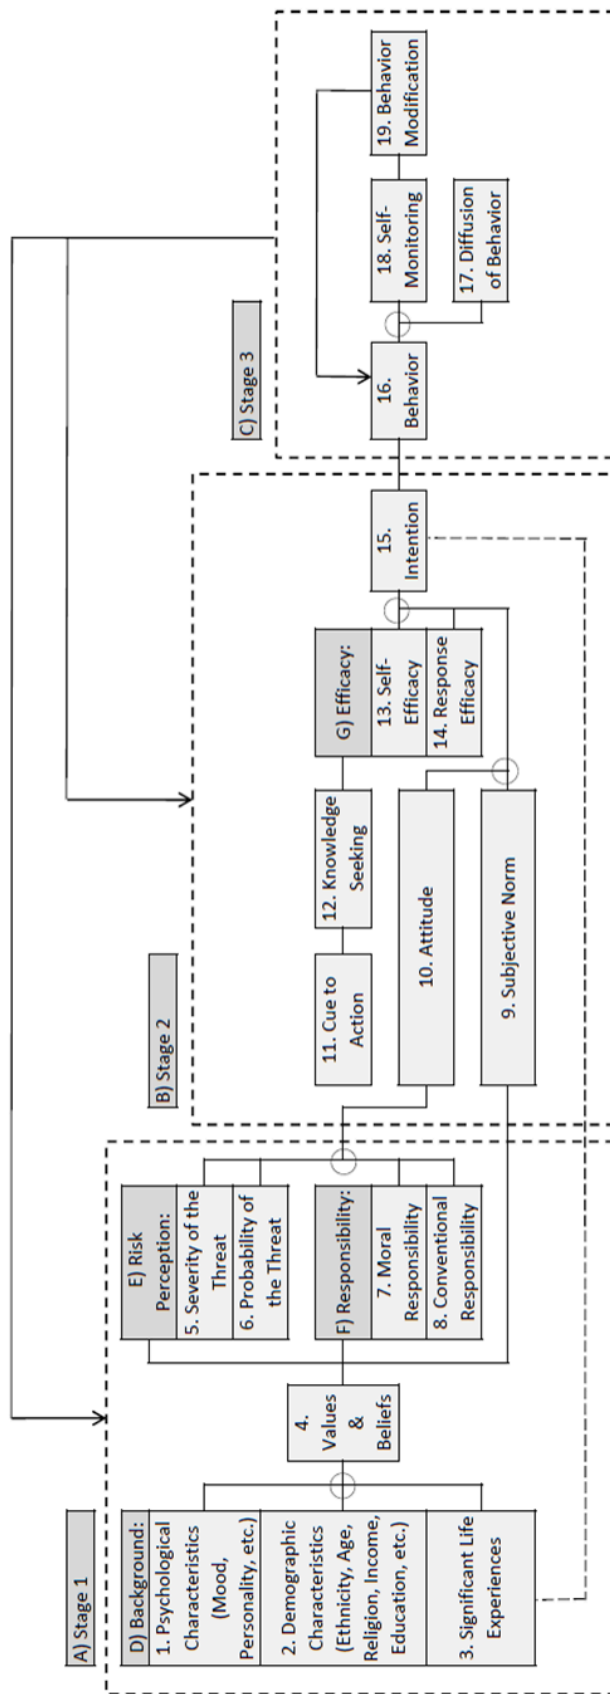 A) Stage 1
D) Background:
1. Psychological
Characteristics
(Mood,
Personality, etc.)
2. Demographic
Characteristics
(Ethnicity, Age,
Religion, Income,
Education, etc.)
3. Significant Life
Experiences
4.
Values
&
Beliefs
E) Risk
Perception:
5. Severity of the
Threat
6. Probability of
the Threat
F) Responsibility:
7. Moral
Responsibility
8. Conventional
Responsibility
B) Stage 2
11. Cue to
Action
12. Knowledge
Seeking
10. Attitude
9. Subjective Norm
G) Efficacy:
13. Self-
Efficacy
14. Response
Efficacy
15.
Intention
C) Stage 3
16.
Behavior
18. Self-
Monitoring
17. Diffusion
of Behavior
19. Behavior
Modification